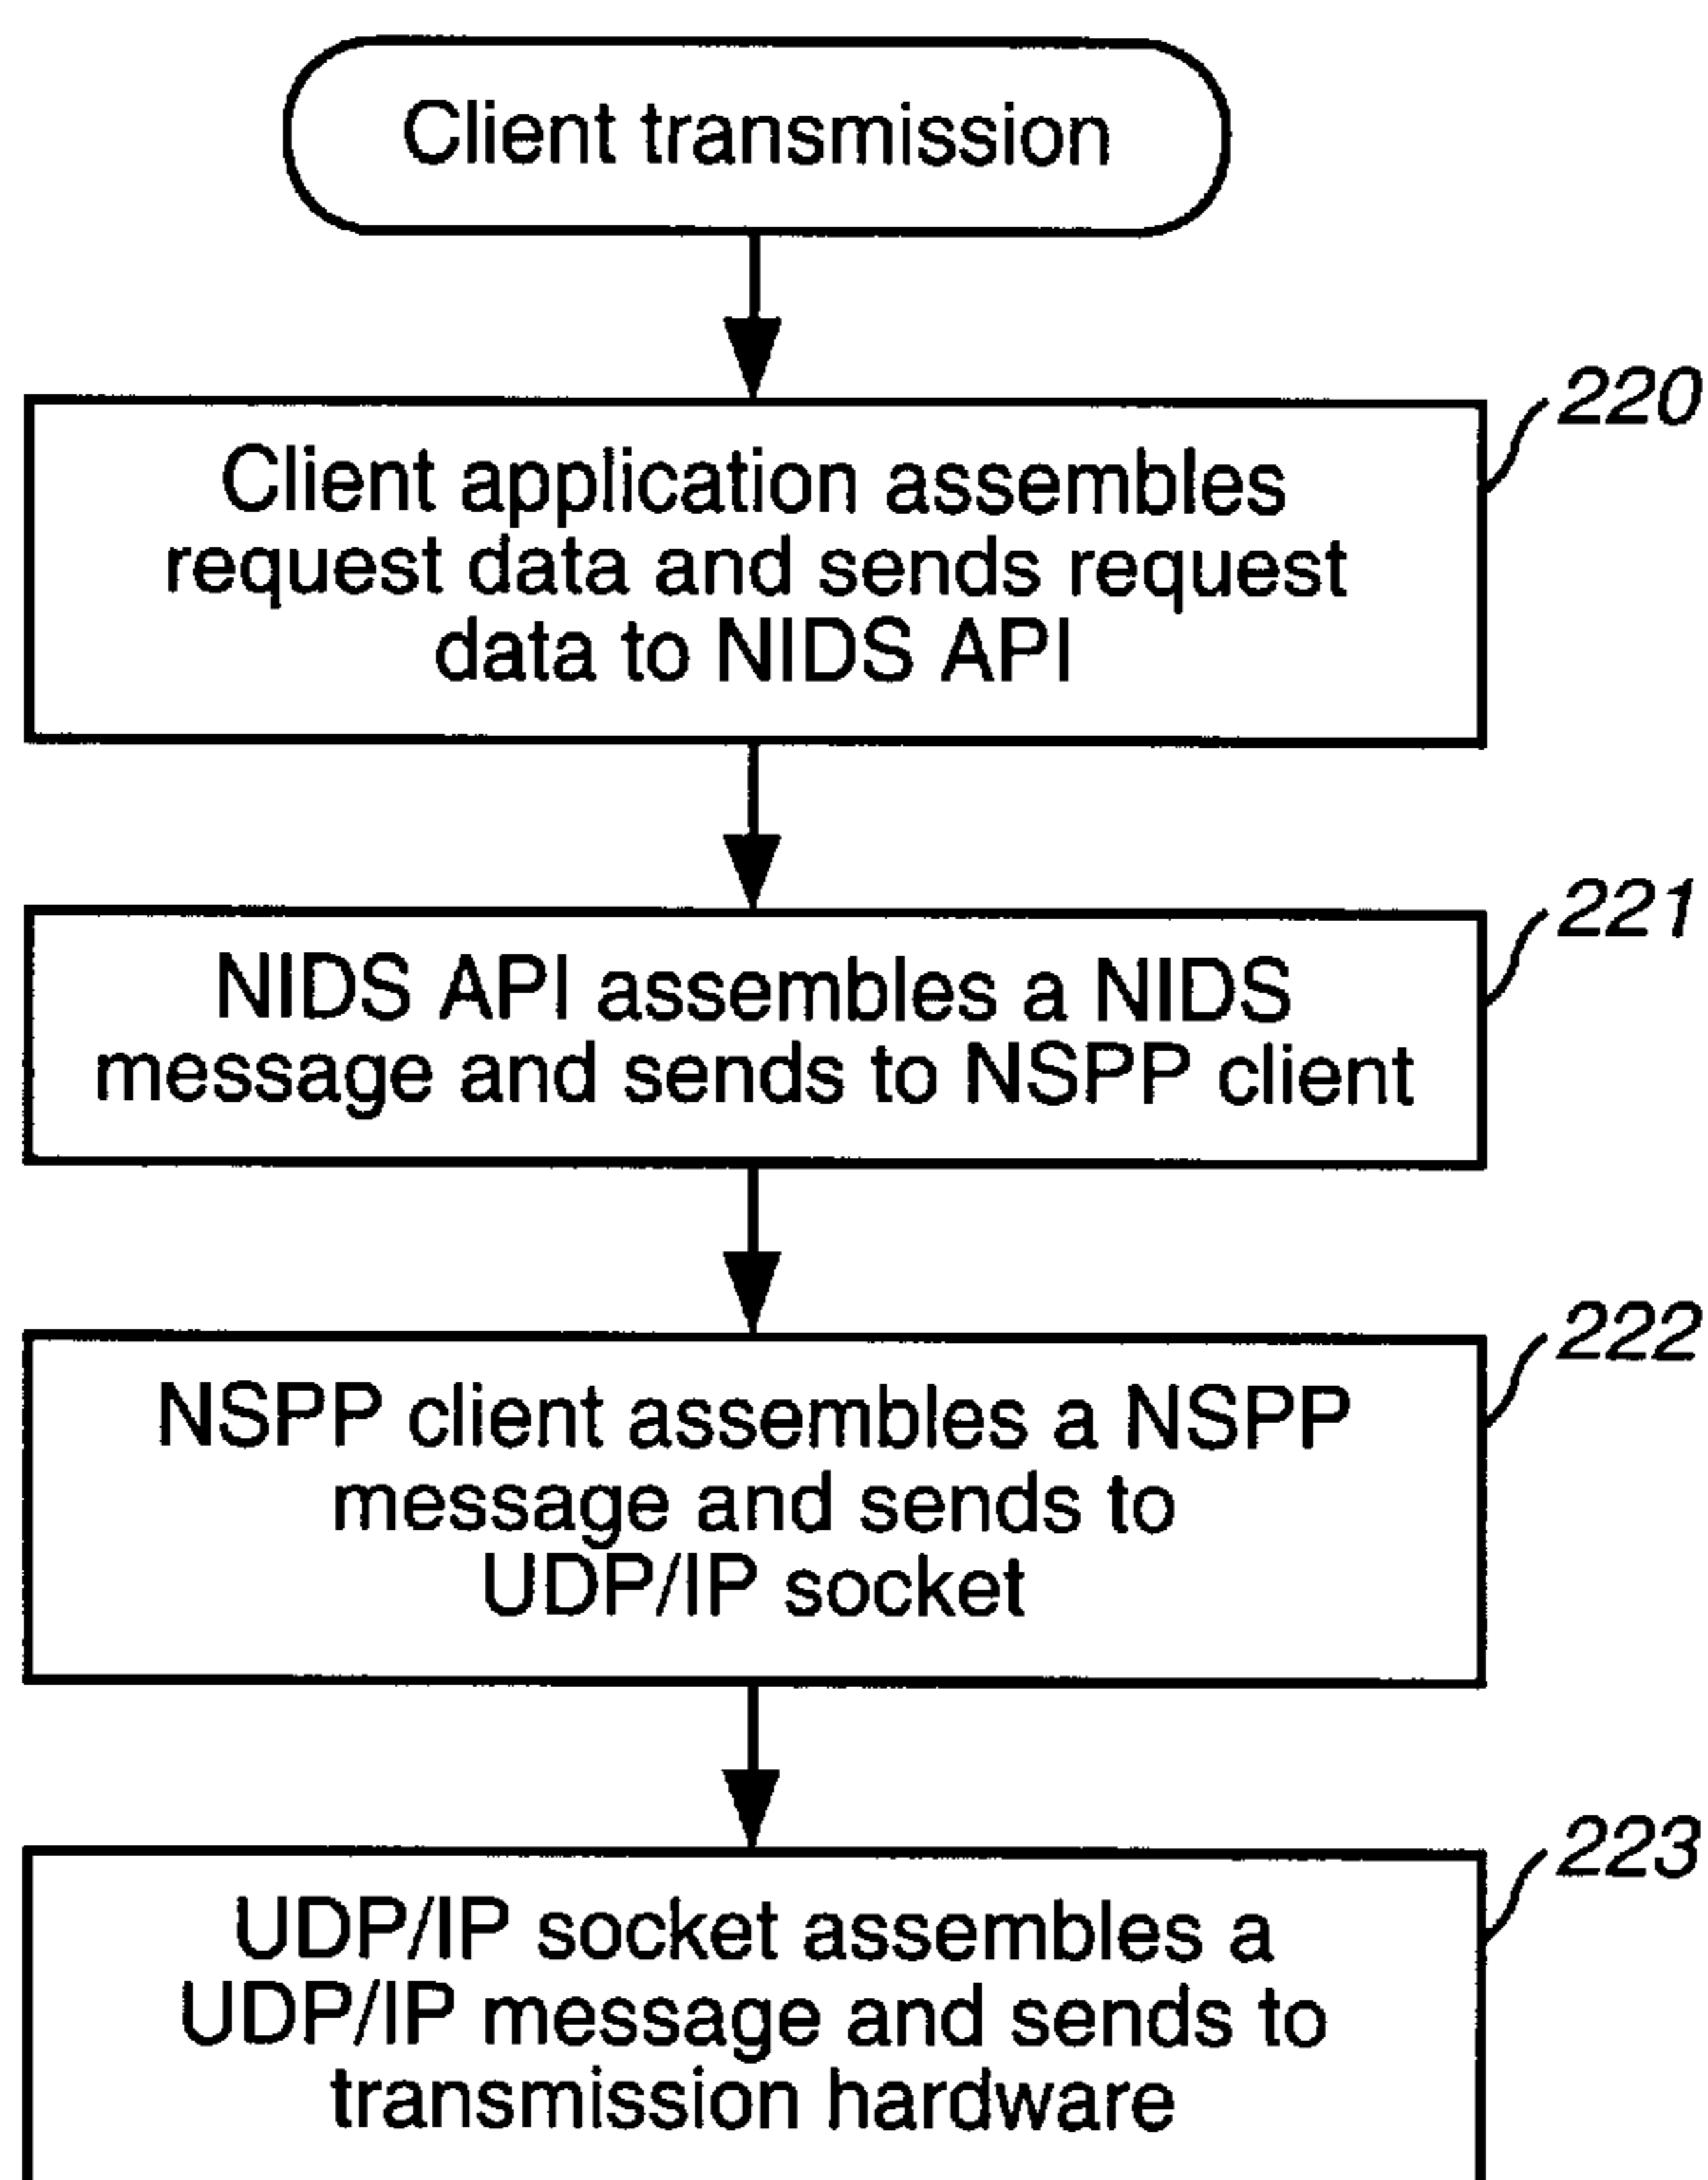 Client transmission
220
Client application assembles
request data and sends request
data to NIDS API
221
NIDS API assembles a NIDS
message and sends to NSPP client
222
NSPP client assembles a NSPP
message and sends to
UDP/IP socket
223
UDP/IP socket assembles a
UDP/IP message and sends to
transmission hardware